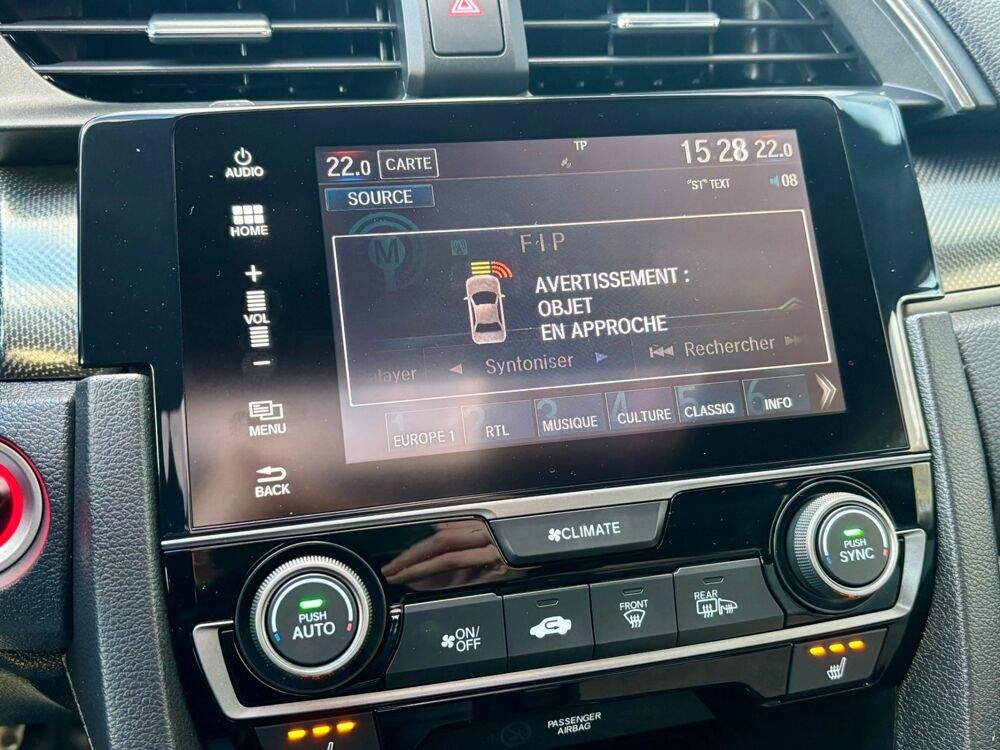 AUDIO
HOME
+
VOL
−
MENU
BACK
22.0 CARTE TP 15 28 22.0
"ST" TEXT 08
SOURCE
M
FIP
AVERTISSEMENT :
OBJET
EN APPROCHE
Syntoniser Rechercher
1 EUROPE 1
2 RTL
3 MUSIQUE
4 CULTURE
5 CLASSIQ
6 INFO
CLIMATE
PUSH
AUTO
ON/
OFF
FRONT
REAR
PUSH
SYNC
PASSENGER
AIRBAG